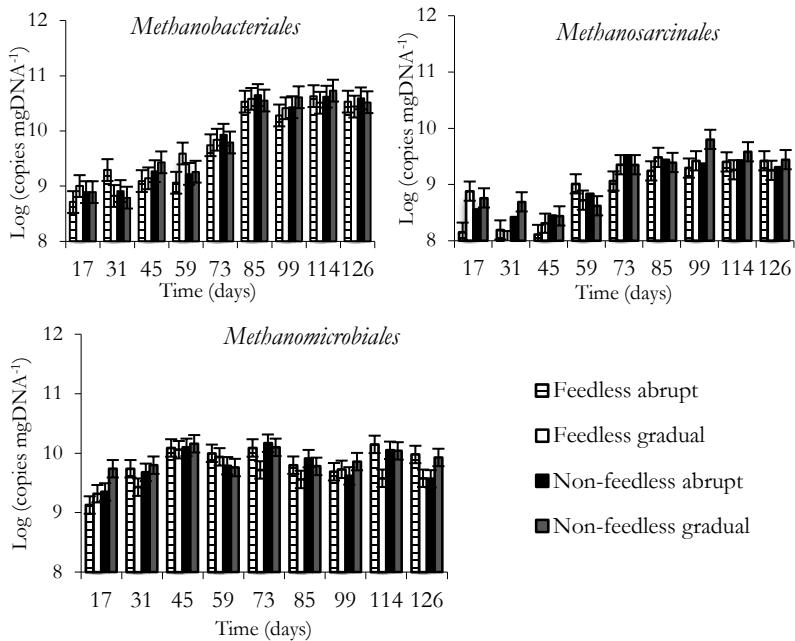 Methanobacteriales
Log (copies mgDNA⁻¹)
12
11
10
9
8
17 31 45 59 73 85 99 114 126
Time (days)
Methanosarcinales
Log (copies mgDNA⁻¹)
12
11
10
9
8
17 31 45 59 73 85 99 114 126
Time (days)
Methanomicrobiales
Log (copies mgDNA⁻¹)
12
11
10
9
8
17 31 45 59 73 85 99 114 126
Time (days)
Feedless abrupt
Feedless gradual
Non-feedless abrupt
Non-feedless gradual